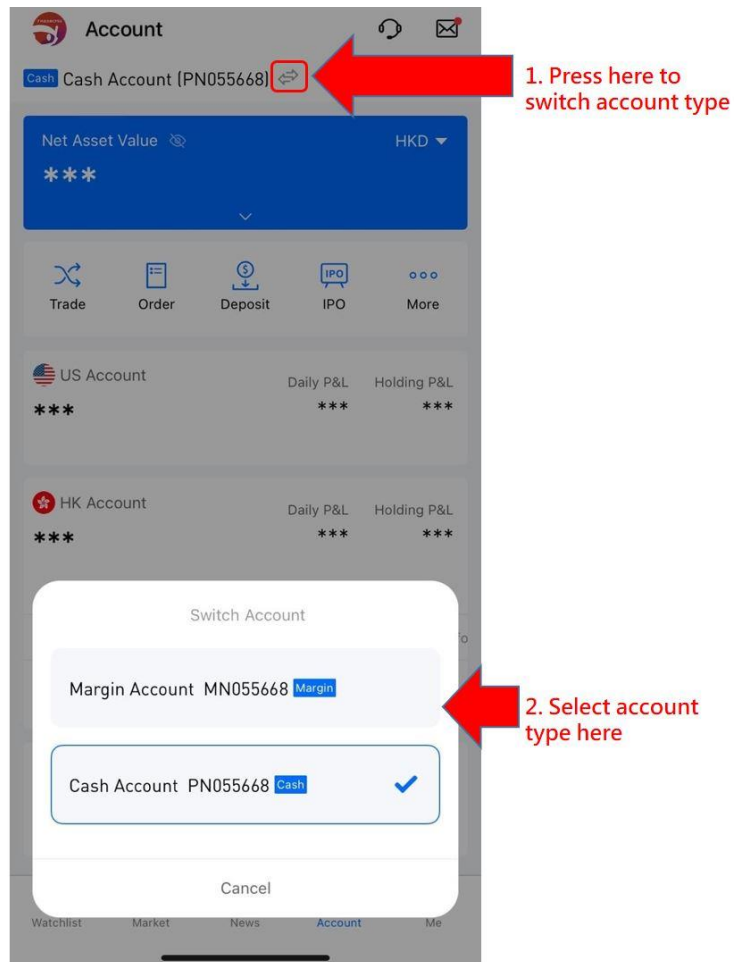 Account
Cash Cash Account (PN055668)
1. Press here to
switch account type
Net Asset Value
HKD
***
Trade
Order
Deposit
IPO
IPO
More
US Account
Daily P&L
Holding P&L
***
***
***
HK Account
Daily P&L
Holding P&L
***
***
***
Switch Account
Margin Account MN055668 Margin
2. Select account
type here
Cash Account PN055668 Cash
Cancel
Watchlist
Market
News
Account
Me